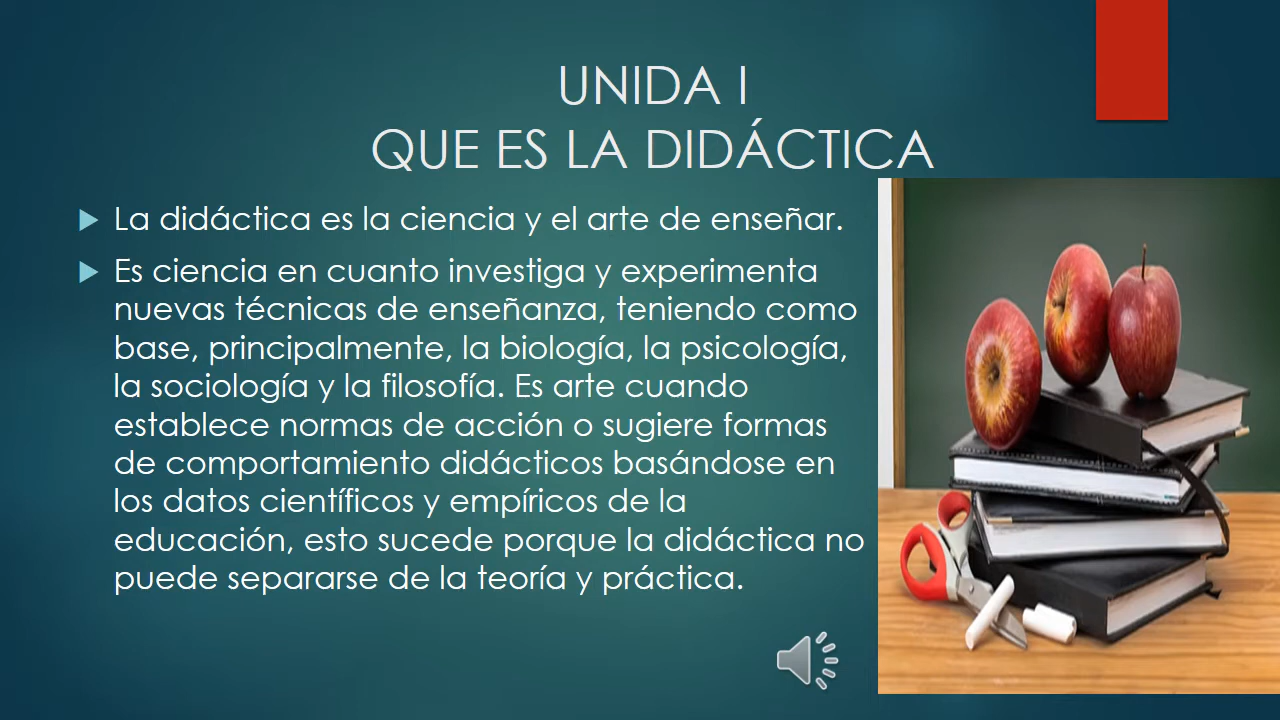 UNIDA I
QUE ES LA DIDÁCTICA
La didáctica es la ciencia y el arte de enseñar.
Es ciencia en cuanto investiga y experimenta
nuevas técnicas de enseñanza, teniendo como
base, principalmente, la biología, la psicología,
la sociología y la filosofía. Es arte cuando
establece normas de acción o sugiere formas
de comportamiento didácticos basándose en
los datos científicos y empíricos de la
educación, esto sucede porque la didáctica no
puede separarse de la teoría y práctica.